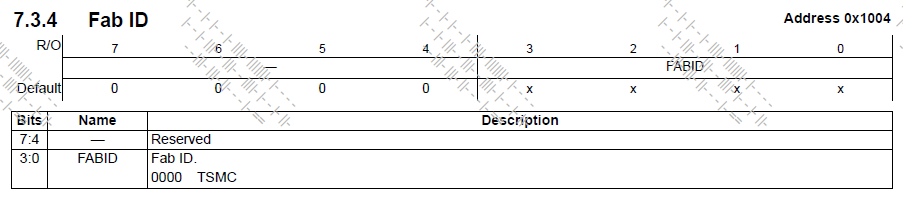 7.3.4 Fab ID Address 0x1004
R/O 7 6 5 4 3 2 1 0
— FABID
Default 0 0 0 0 x x x x
Bits Name Description
7:4 — Reserved
3:0 FABID Fab ID.
0000 TSMC